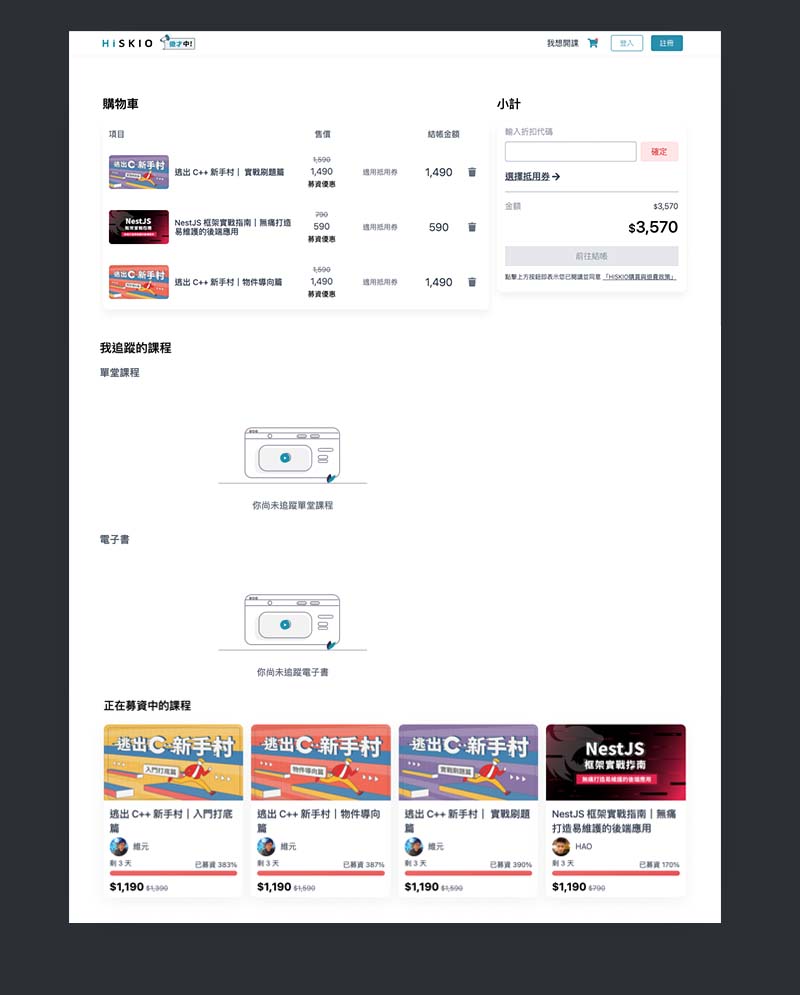 HiSKIO 徵才中!
我想開課 登入 註冊
購物車
項目 售價 結帳金額
逃出 C++ 新手村｜ 實戰刷題篇 1,590 1,490 募資優惠 適用抵用券 1,490
NestJS 框架實戰指南｜無痛打造易維護的後端應用 790 590 募資優惠 適用抵用券 590
逃出 C++ 新手村｜物件導向篇 1,590 1,490 募資優惠 適用抵用券 1,490
小計
輸入折扣代碼
確定
選擇抵用券
金額 $3,570
$3,570
前往結帳
點擊上方按鈕即表示您已閱讀並同意 「HISKIO購買與退費政策」
我追蹤的課程
單堂課程
你尚未追蹤單堂課程
電子書
你尚未追蹤電子書
正在募資中的課程
逃出C++新手村
入門打底篇
逃出 C++ 新手村｜入門打底
篇
維元
剩 3 天 已募資 383%
$1,190 $1,390
逃出C++新手村
物件導向篇
逃出 C++ 新手村｜物件導向
篇
維元
剩 3 天 已募資 387%
$1,190 $1,590
逃出C++新手村
實戰刷題篇
逃出 C++ 新手村｜ 實戰刷題
篇
維元
剩 3 天 已募資 390%
$1,190 $1,590
NestJS
框架實戰指南
無痛打造易維護的後端應用
NestJS 框架實戰指南｜無痛
打造易維護的後端應用
HAO
剩 3 天 已募資 170%
$1,190 $790